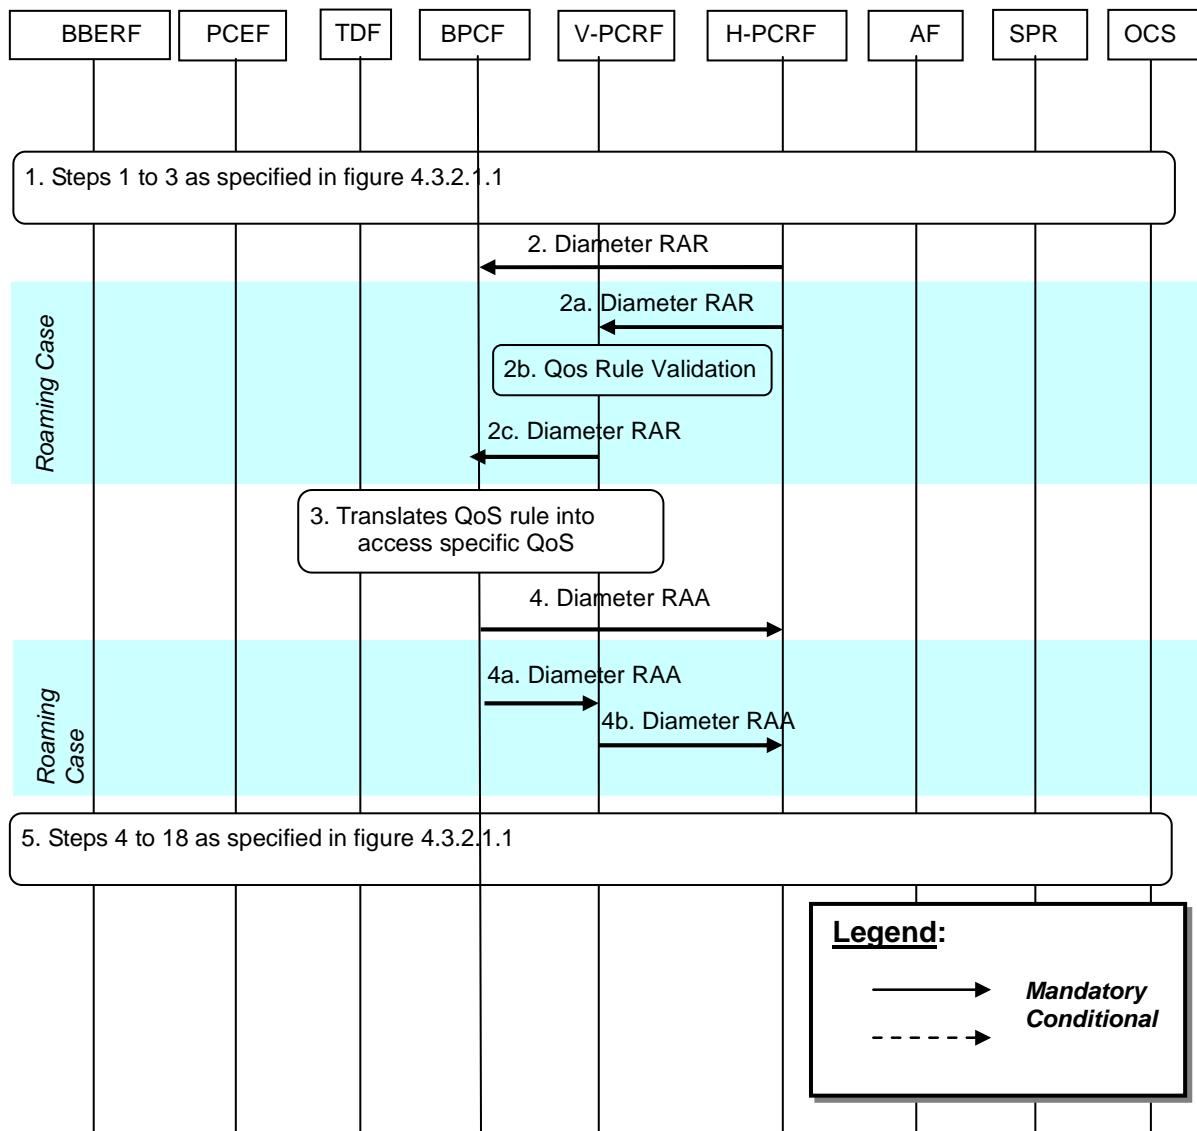 BBERF PCEF TDF BPCF V-PCRF H-PCRF AF SPR OCS
1. Steps 1 to 3 as specified in figure 4.3.2.1.1
2. Diameter RAR
Roaming Case
2a. Diameter RAR
2b. Qos Rule Validation
2c. Diameter RAR
3. Translates QoS rule into
access specific QoS
4. Diameter RAA
Roaming
Case
4a. Diameter RAA
4b. Diameter RAA
5. Steps 4 to 18 as specified in figure 4.3.2.1.1
Legend:
Mandatory
Conditional